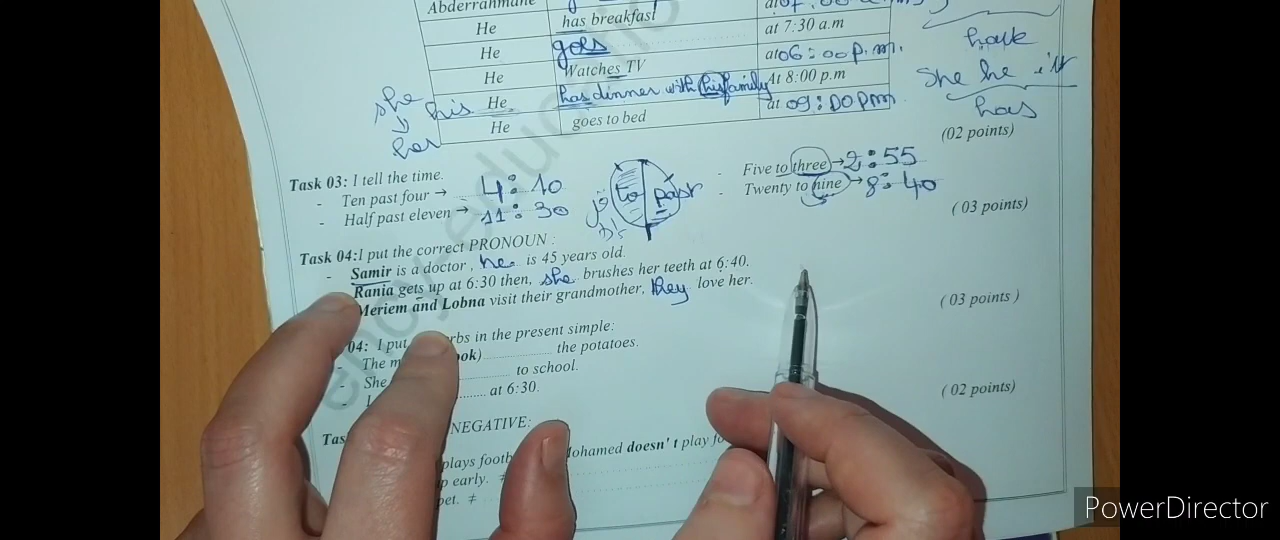 Abderrahmane
He has breakfast at 7:30 a.m
He goes at 06:00 p.m.
He Watches TV At 8:00 p.m
He has dinner with his family at 09:00 pm
He goes to bed
she his
her
have
She he it
has
(02 points)
Task 03: I tell the time.
- Ten past four → 4:10
- Half past eleven → 11:30
to past
- Five to three → 2:55
- Twenty to nine → 8:40
( 03 points)
Task 04:I put the correct PRONOUN :
- Samir is a doctor , he is 45 years old.
Rania gets up at 6:30 then, she brushes her teeth at 6:40.
Meriem and Lobna visit their grandmother, they love her.
( 03 points )
04: I put rbs in the present simple:
- The ook) the potatoes.
- She to school.
- I at 6:30.
( 02 points)
Tas NEGATIVE:
plays footb ohamed doesn't play fo
p early. ≠
pet. ≠
PowerDirector